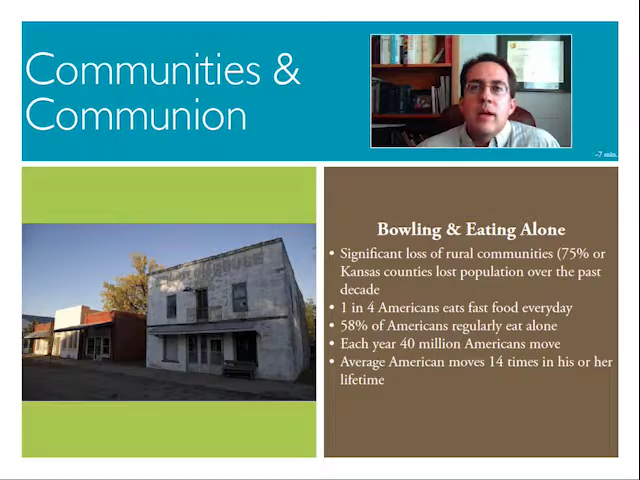 Communities &
Communion
~7 min.
Bowling & Eating Alone
• Significant loss of rural communities (75% or
Kansas counties lost population over the past
decade
• 1 in 4 Americans eats fast food everyday
• 58% of Americans regularly eat alone
• Each year 40 million Americans move
• Average American moves 14 times in his or her
lifetime